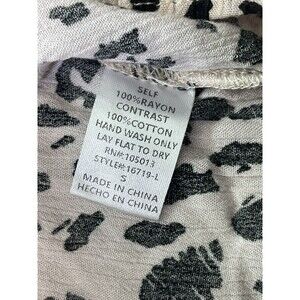 SELF
100%RAYON
CONTRAST
100%COTTON
HAND WASH ONLY
LAY FLAT TO DRY
RN#:105013
STYLE#16719-L
S
MADE IN CHINA
HECHO EN CHINA